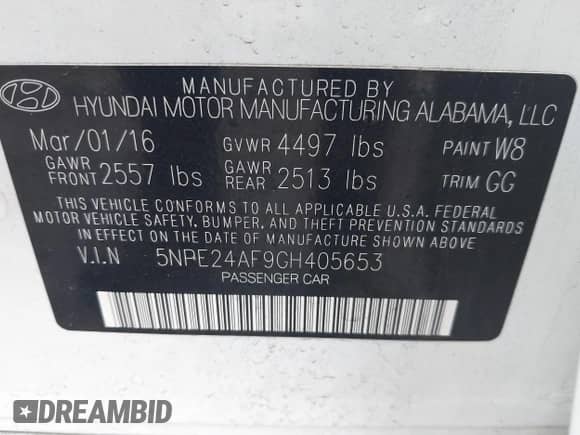 MANUFACTURED BY
HYUNDAI MOTOR MANUFACTURING ALABAMA, LLC
Mar/01/16 GVWR 4497 lbs PAINT W8
GAWR FRONT 2557 lbs GAWR REAR 2513 lbs TRIM GG
THIS VEHICLE CONFORMS TO ALL APPLICABLE U.S.A. FEDERAL
MOTOR VEHICLE SAFETY, BUMPER, AND THEFT PREVENTION STANDARDS
IN EFFECT ON THE DATE OF MANUFACTURE SHOWN ABOVE.
V.I.N 5NPE24AF9GH405653
PASSENGER CAR
DREAMBID